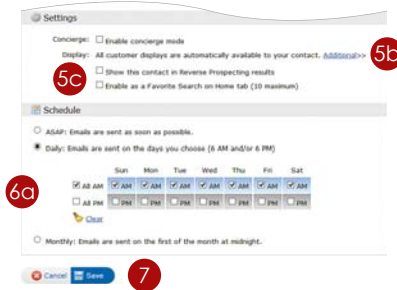 Settings
Concierge: Enable concierge mode
Display: All customer displays are automatically available to your contact. Additional>> 5b
5c Show this contact in Reverse Prospecting results
Enable as a Favorite Search on Home tab (10 maximum)
Schedule
ASAP: Emails are sent as soon as possible.
Daily: Emails are sent on the days you choose (6 AM and/or 6 PM)
Sun Mon Tue Wed Thu Fri Sat
6a All AM AM AM AM AM AM AM AM
All PM PM PM PM PM PM PM PM
Clear
Monthly: Emails are sent on the first of the month at midnight.
Cancel Save 7